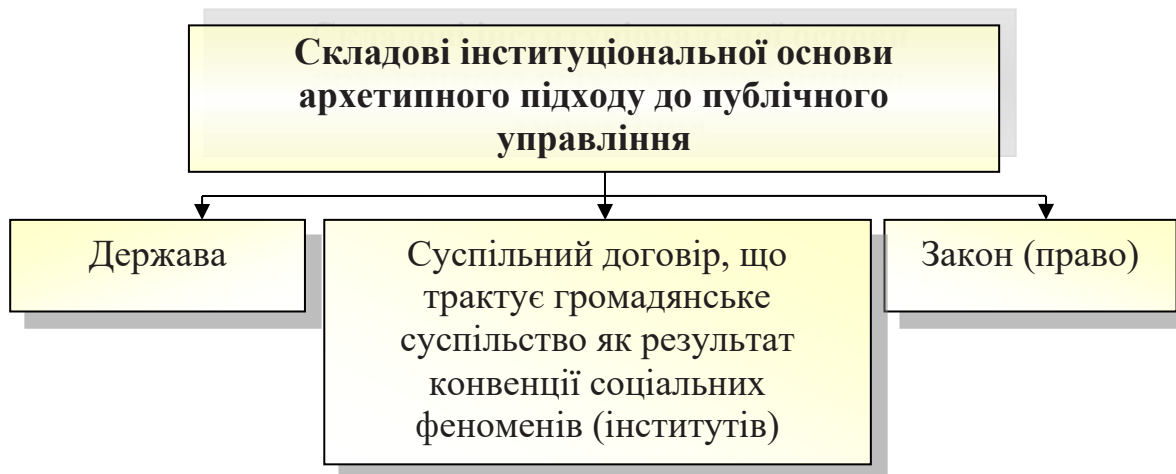 Складові інституціональної основи
архетипного підходу до публічного
управління
Держава
Суспільний договір, що
трактує громадянське
суспільство як результат
конвенції соціальних
феноменів (інститутів)
Закон (право)